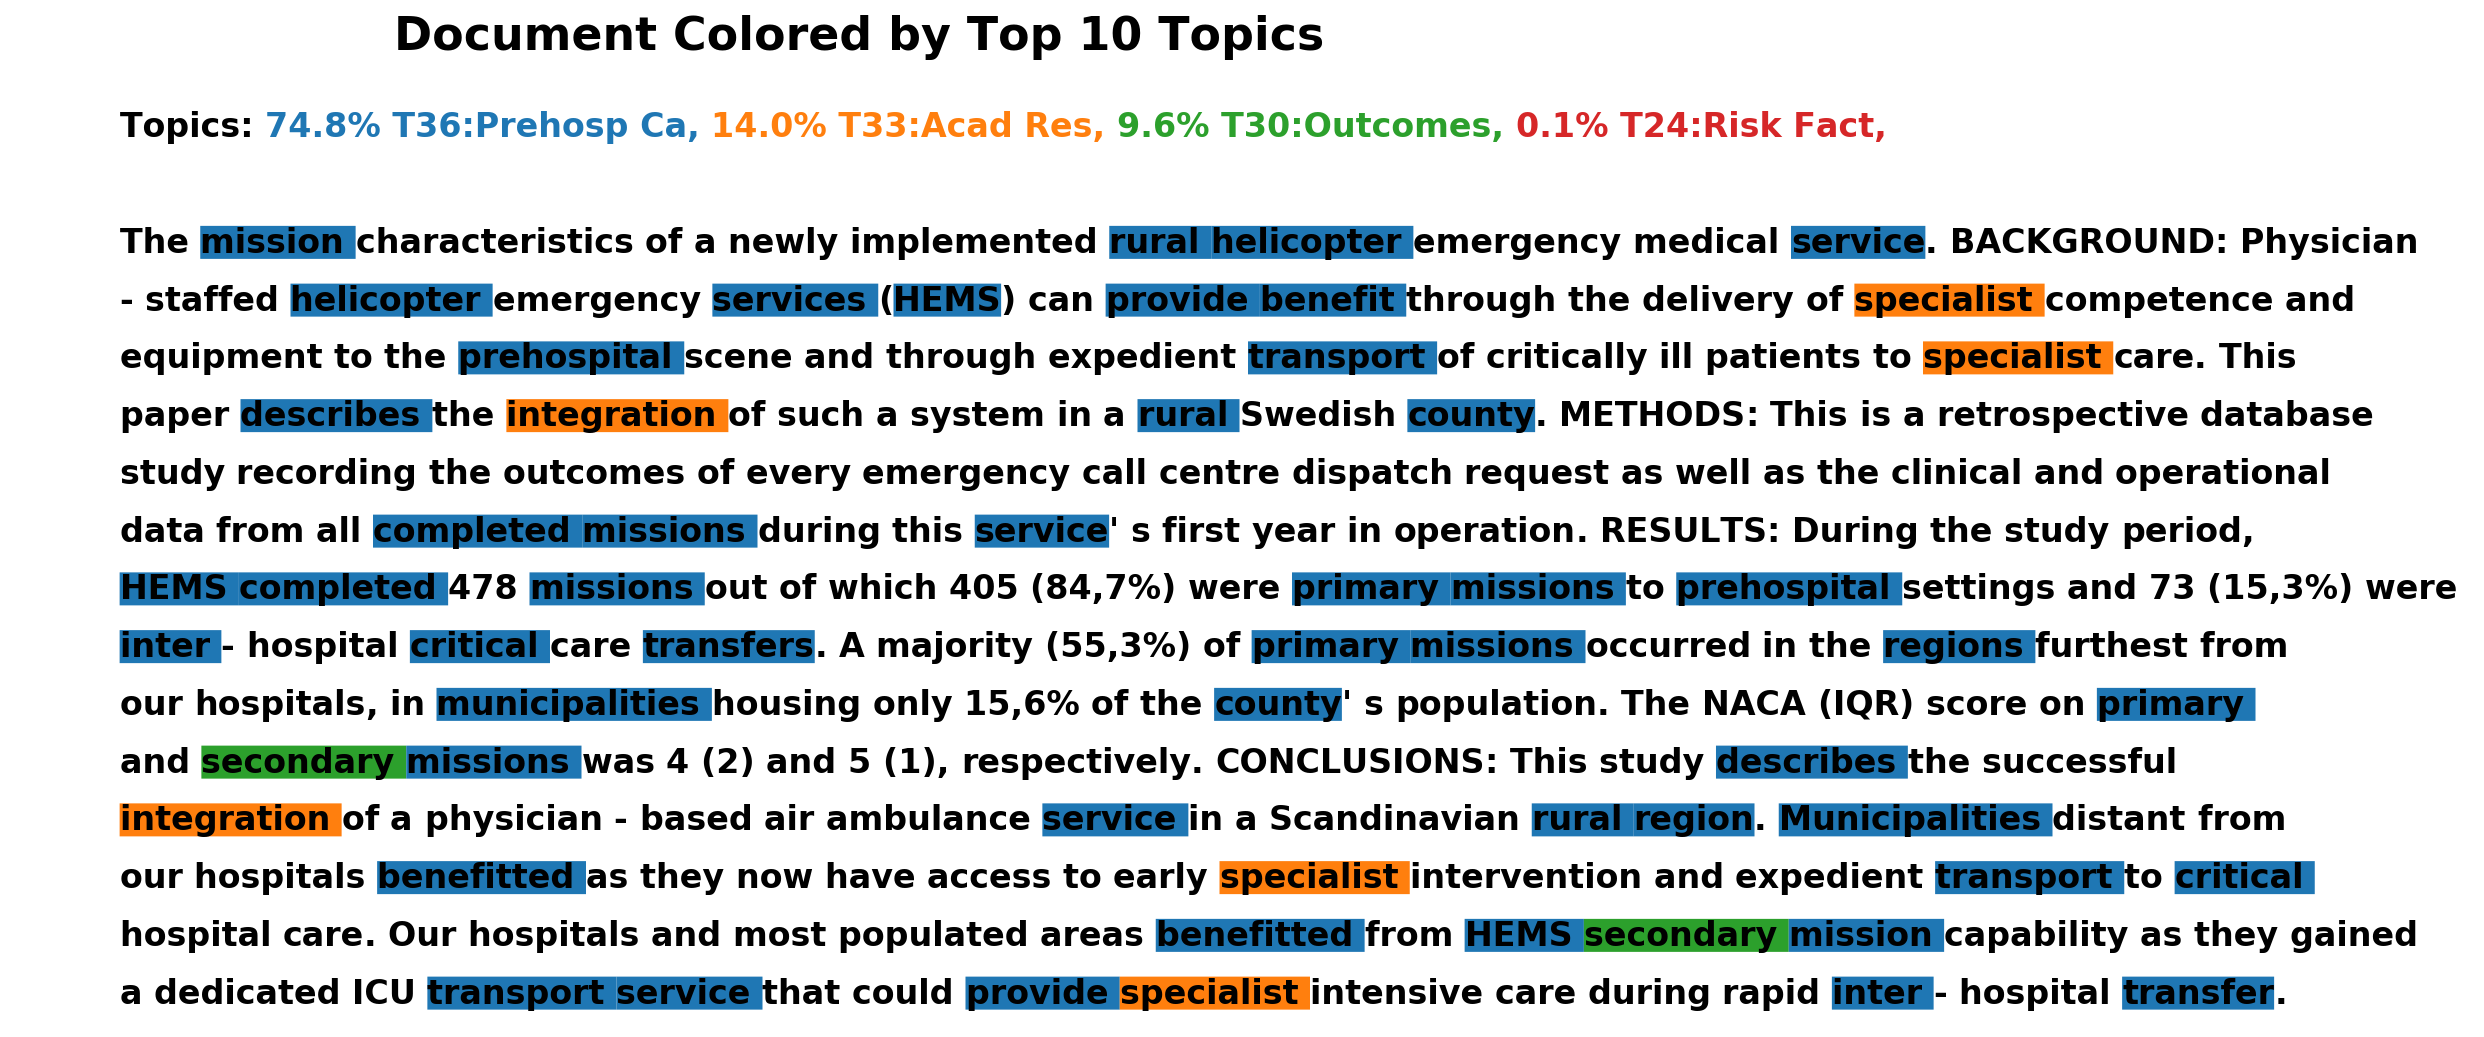 Document Colored by Top 10 Topics
Topics: 74.8% T36:Prehosp Ca, 14.0% T33:Acad Res, 9.6% T30:Outcomes, 0.1% T24:Risk Fact,
The mission characteristics of a newly implemented rural helicopter emergency medical service. BACKGROUND: Physician
- staffed helicopter emergency services (HEMS) can provide benefit through the delivery of specialist competence and
equipment to the prehospital scene and through expedient transport of critically ill patients to specialist care. This
paper describes the integration of such a system in a rural Swedish county. METHODS: This is a retrospective database
study recording the outcomes of every emergency call centre dispatch request as well as the clinical and operational
data from all completed missions during this service' s first year in operation. RESULTS: During the study period,
HEMS completed 478 missions out of which 405 (84,7%) were primary missions to prehospital settings and 73 (15,3%) were
inter - hospital critical care transfers. A majority (55,3%) of primary missions occurred in the regions furthest from
our hospitals, in municipalities housing only 15,6% of the county' s population. The NACA (IQR) score on primary
and secondary missions was 4 (2) and 5 (1), respectively. CONCLUSIONS: This study describes the successful
integration of a physician - based air ambulance service in a Scandinavian rural region. Municipalities distant from
our hospitals benefitted as they now have access to early specialist intervention and expedient transport to critical
hospital care. Our hospitals and most populated areas benefitted from HEMS secondary mission capability as they gained
a dedicated ICU transport service that could provide specialist intensive care during rapid inter - hospital transfer.